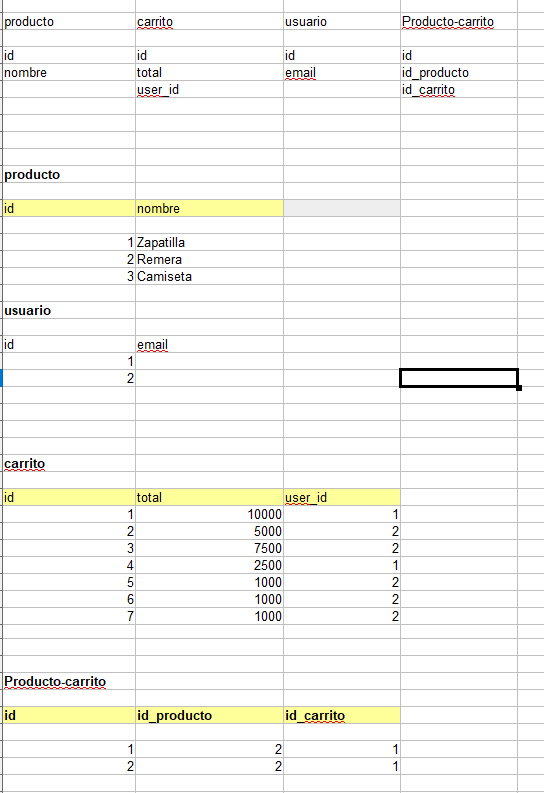 producto carrito usuario Producto-carrito
id id id id
nombre total email id_producto
user_id id_carrito
producto
id nombre
1 Zapatilla
2 Remera
3 Camiseta
usuario
id email
1
2
carrito
id total user_id
1 10000 1
2 5000 2
3 7500 2
4 2500 1
5 1000 2
6 1000 2
7 1000 2
Producto-carrito
id id_producto id_carrito
1 2 1
2 2 1